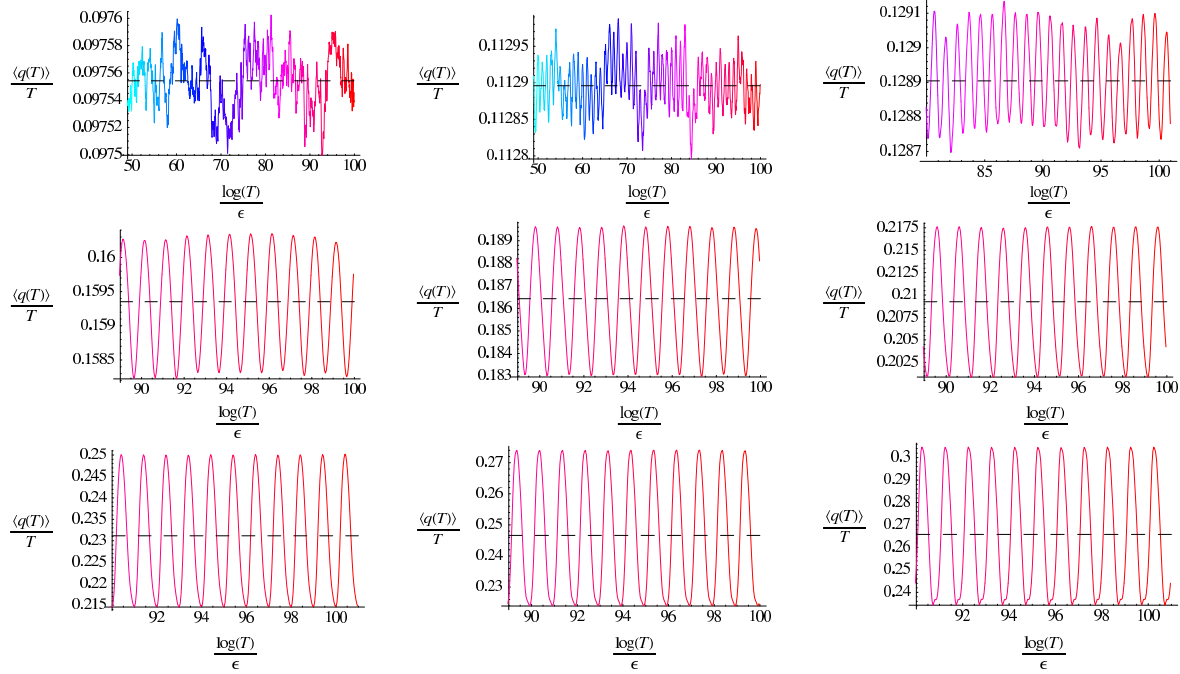 0.0976
0.09758
0.09756
0.09754
0.09752
0.0975
⟨q(T)⟩
T
50 60 70 80 90 100
log(T)
ϵ
0.11295
0.1129
0.11285
0.1128
⟨q(T)⟩
T
50 60 70 80 90 100
log(T)
ϵ
0.1291
0.129
0.1289
0.1288
0.1287
⟨q(T)⟩
T
85 90 95 100
log(T)
ϵ
0.16
0.1595
0.159
0.1585
⟨q(T)⟩
T
90 92 94 96 98 100
log(T)
ϵ
0.189
0.188
0.187
0.186
0.185
0.184
0.183
⟨q(T)⟩
T
90 92 94 96 98 100
log(T)
ϵ
0.2175
0.215
0.2125
0.21
0.2075
0.205
0.2025
⟨q(T)⟩
T
90 92 94 96 98 100
log(T)
ϵ
0.25
0.245
0.24
0.235
0.23
0.225
0.22
0.215
⟨q(T)⟩
T
92 94 96 98 100
log(T)
ϵ
0.27
0.26
0.25
0.24
0.23
⟨q(T)⟩
T
90 92 94 96 98 100
log(T)
ϵ
0.3
0.29
0.28
0.27
0.26
0.25
0.24
⟨q(T)⟩
T
92 94 96 98 100
log(T)
ϵ